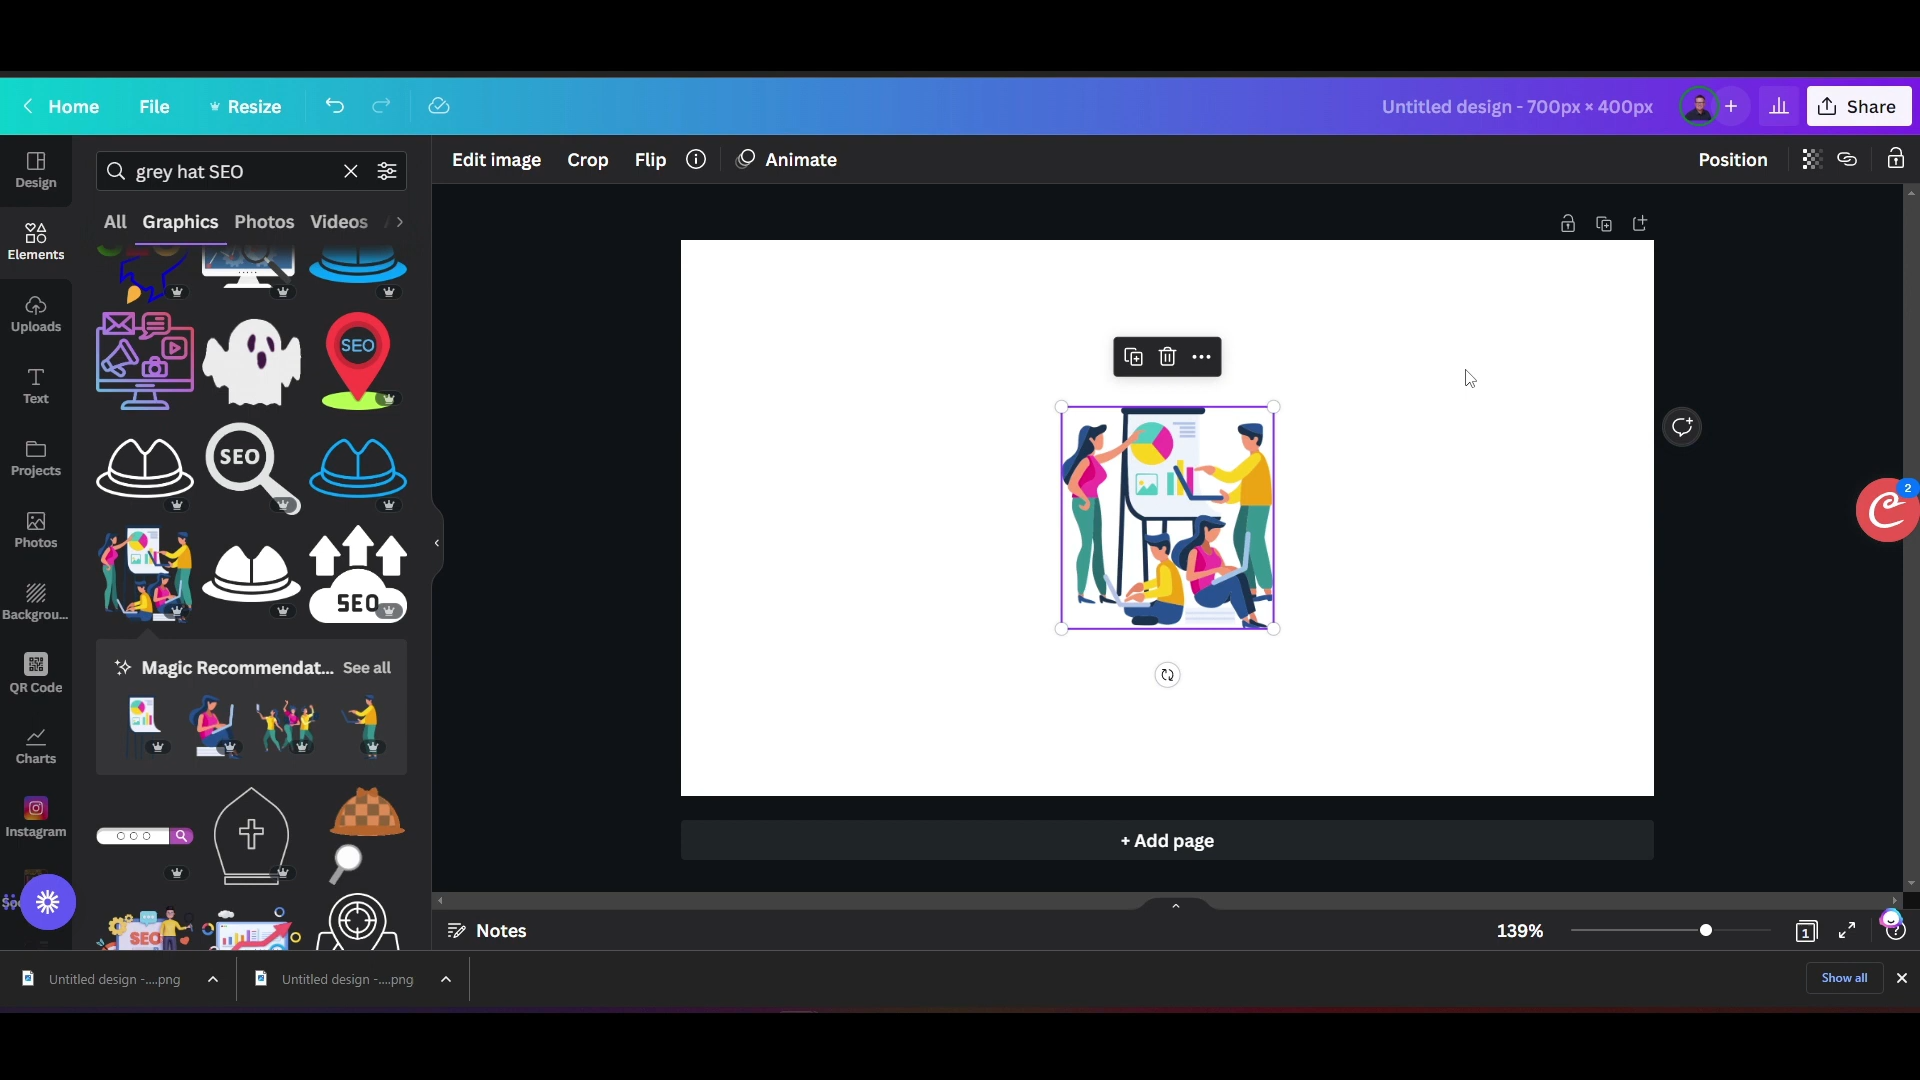 Home File Resize Untitled design - 700px × 400px + Share
Design
grey hat SEO
Edit image Crop Flip Animate Position
All Graphics Photos Videos
Elements
Uploads
SEO
Text
Projects
SEO
Photos
SEO
Backgrou...
Magic Recommendat... See all
QR Code
Charts
Instagram
+ Add page
SEO
Notes 139% 1
2
Untitled design -....png Untitled design -....png Show all